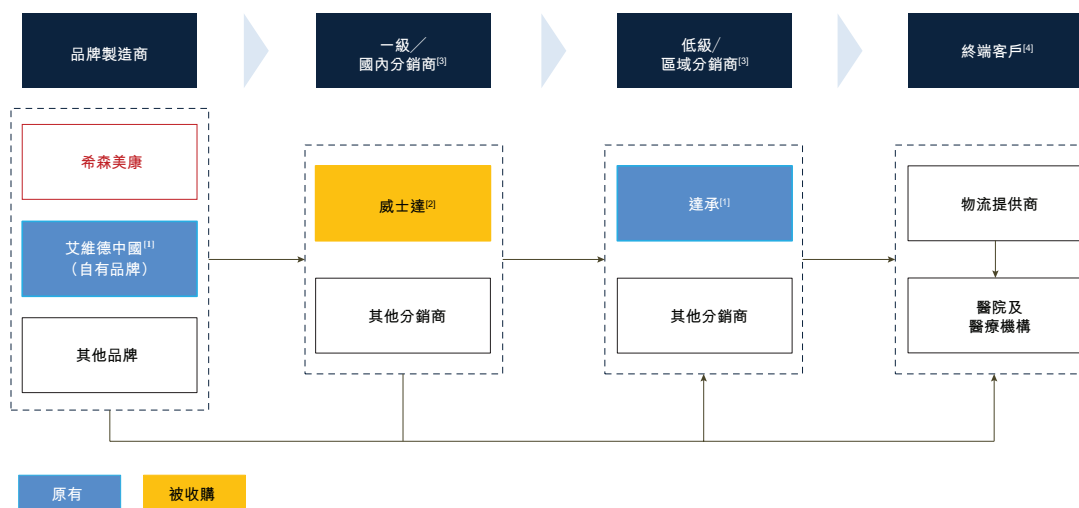 品牌製造商
一級／
國內分銷商[3]
低級/
區域分銷商[3]
終端客戶[4]
希森美康
艾維德中國[1]
（自有品牌）
其他品牌
威士達[2]
其他分銷商
達承[1]
其他分銷商
物流提供商
醫院及
醫療機構
原有
被收購